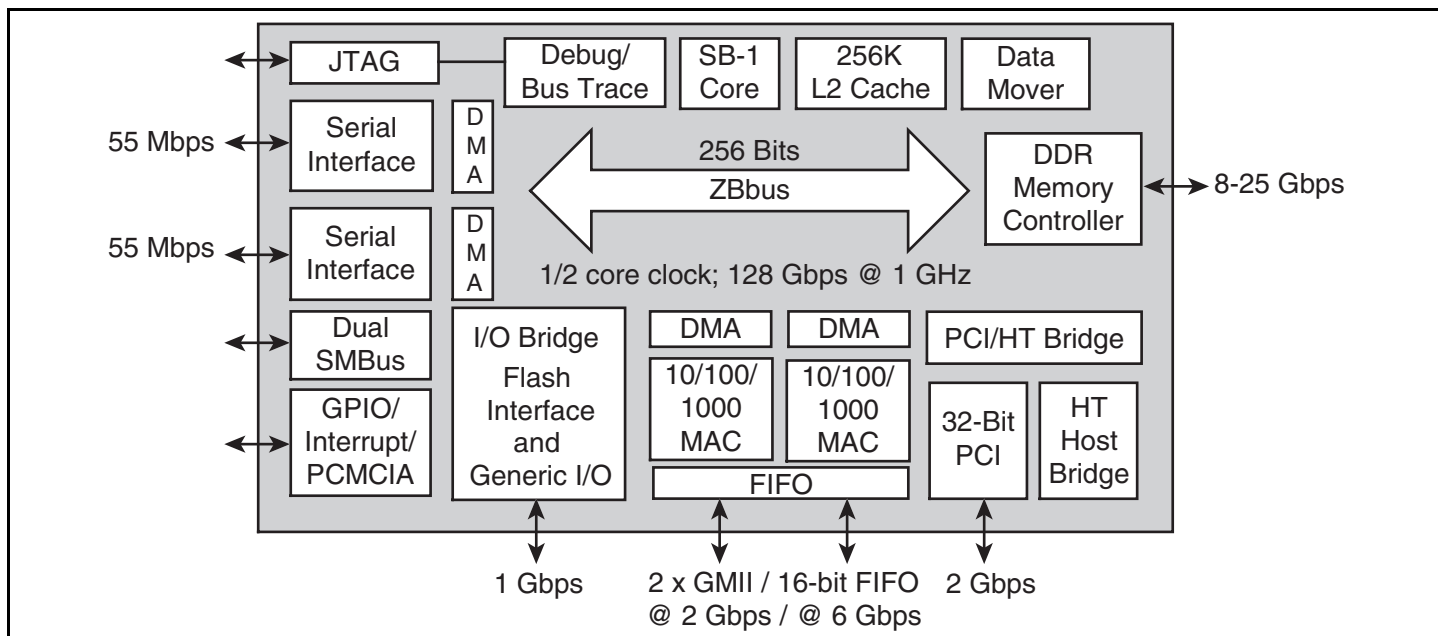 JTAG
Debug/
Bus Trace
SB-1
Core
256K
L2 Cache
Data
Mover
55 Mbps
Serial
Interface
D
M
A
256 Bits
ZBbus
DDR
Memory
Controller
8-25 Gbps
55 Mbps
Serial
Interface
D
M
A
1/2 core clock; 128 Gbps @ 1 GHz
Dual
SMBus
I/O Bridge
Flash
Interface
and
Generic I/O
DMA
DMA
PCI/HT Bridge
GPIO/
Interrupt/
PCMCIA
10/100/
1000
MAC
10/100/
1000
MAC
32-Bit
PCI
HT
Host
Bridge
FIFO
1 Gbps
2 x GMII / 16-bit FIFO
@ 2 Gbps / @ 6 Gbps
2 Gbps